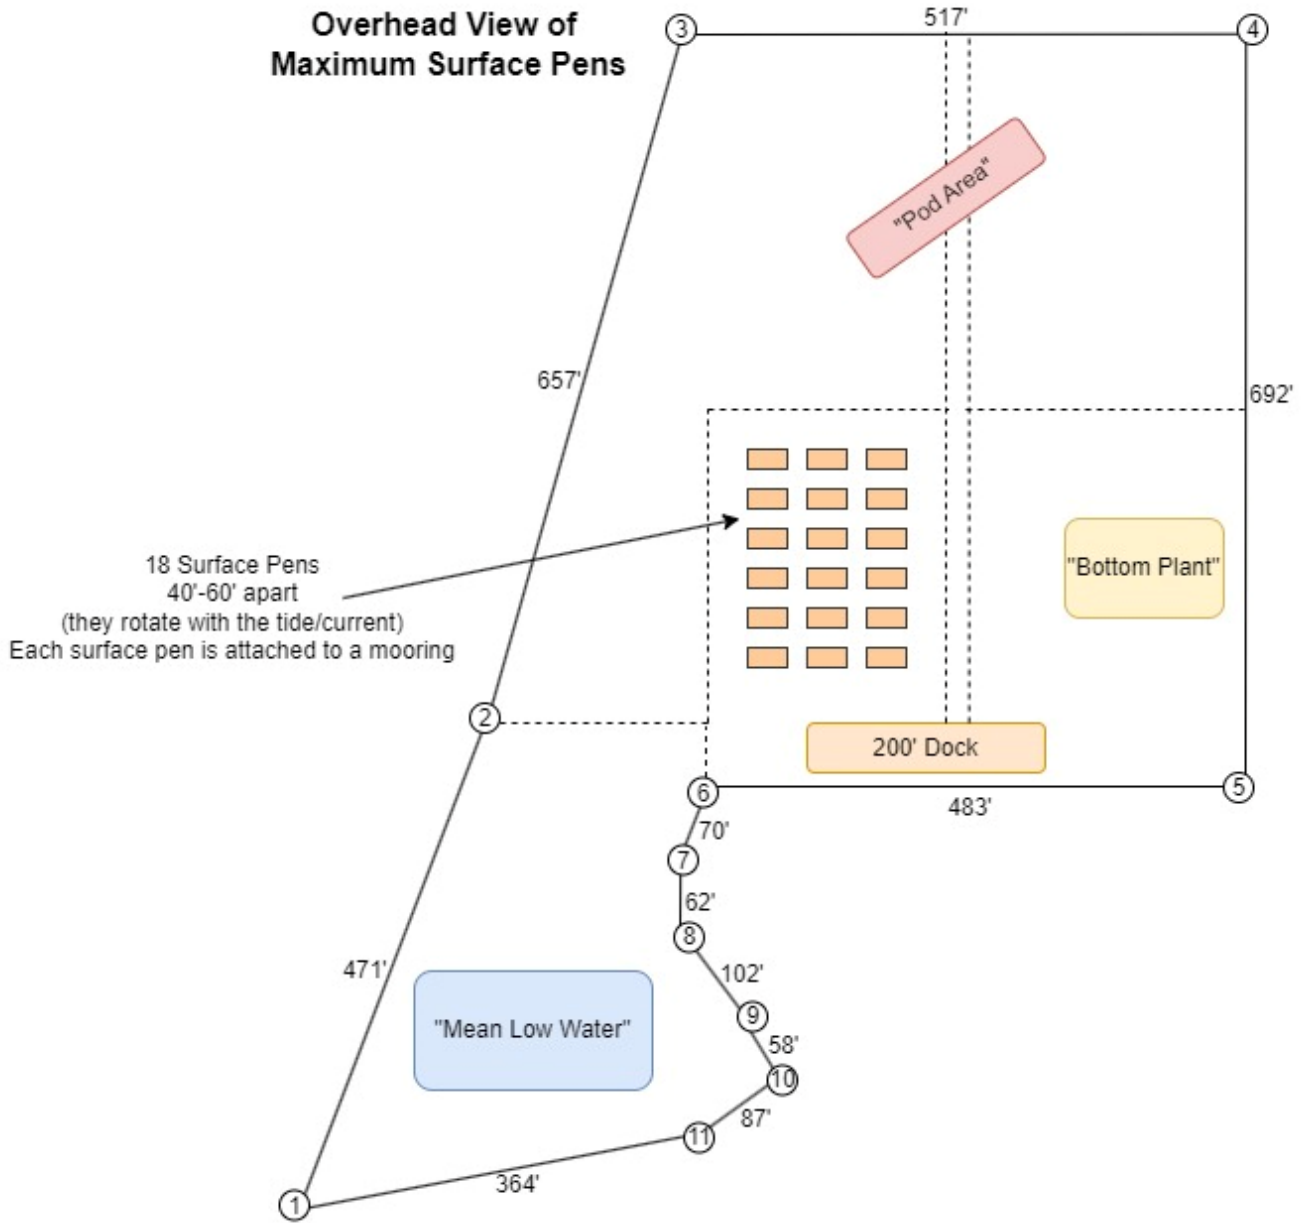 Overhead View of
Maximum Surface Pens
3
517'
4
"Pod Area"
657'
692'
18 Surface Pens
40'-60' apart
(they rotate with the tide/current)
Each surface pen is attached to a mooring
"Bottom Plant"
2
200' Dock
6
5
483'
70'
7
62'
8
471'
102'
9
"Mean Low Water"
58'
10
87'
11
364'
1